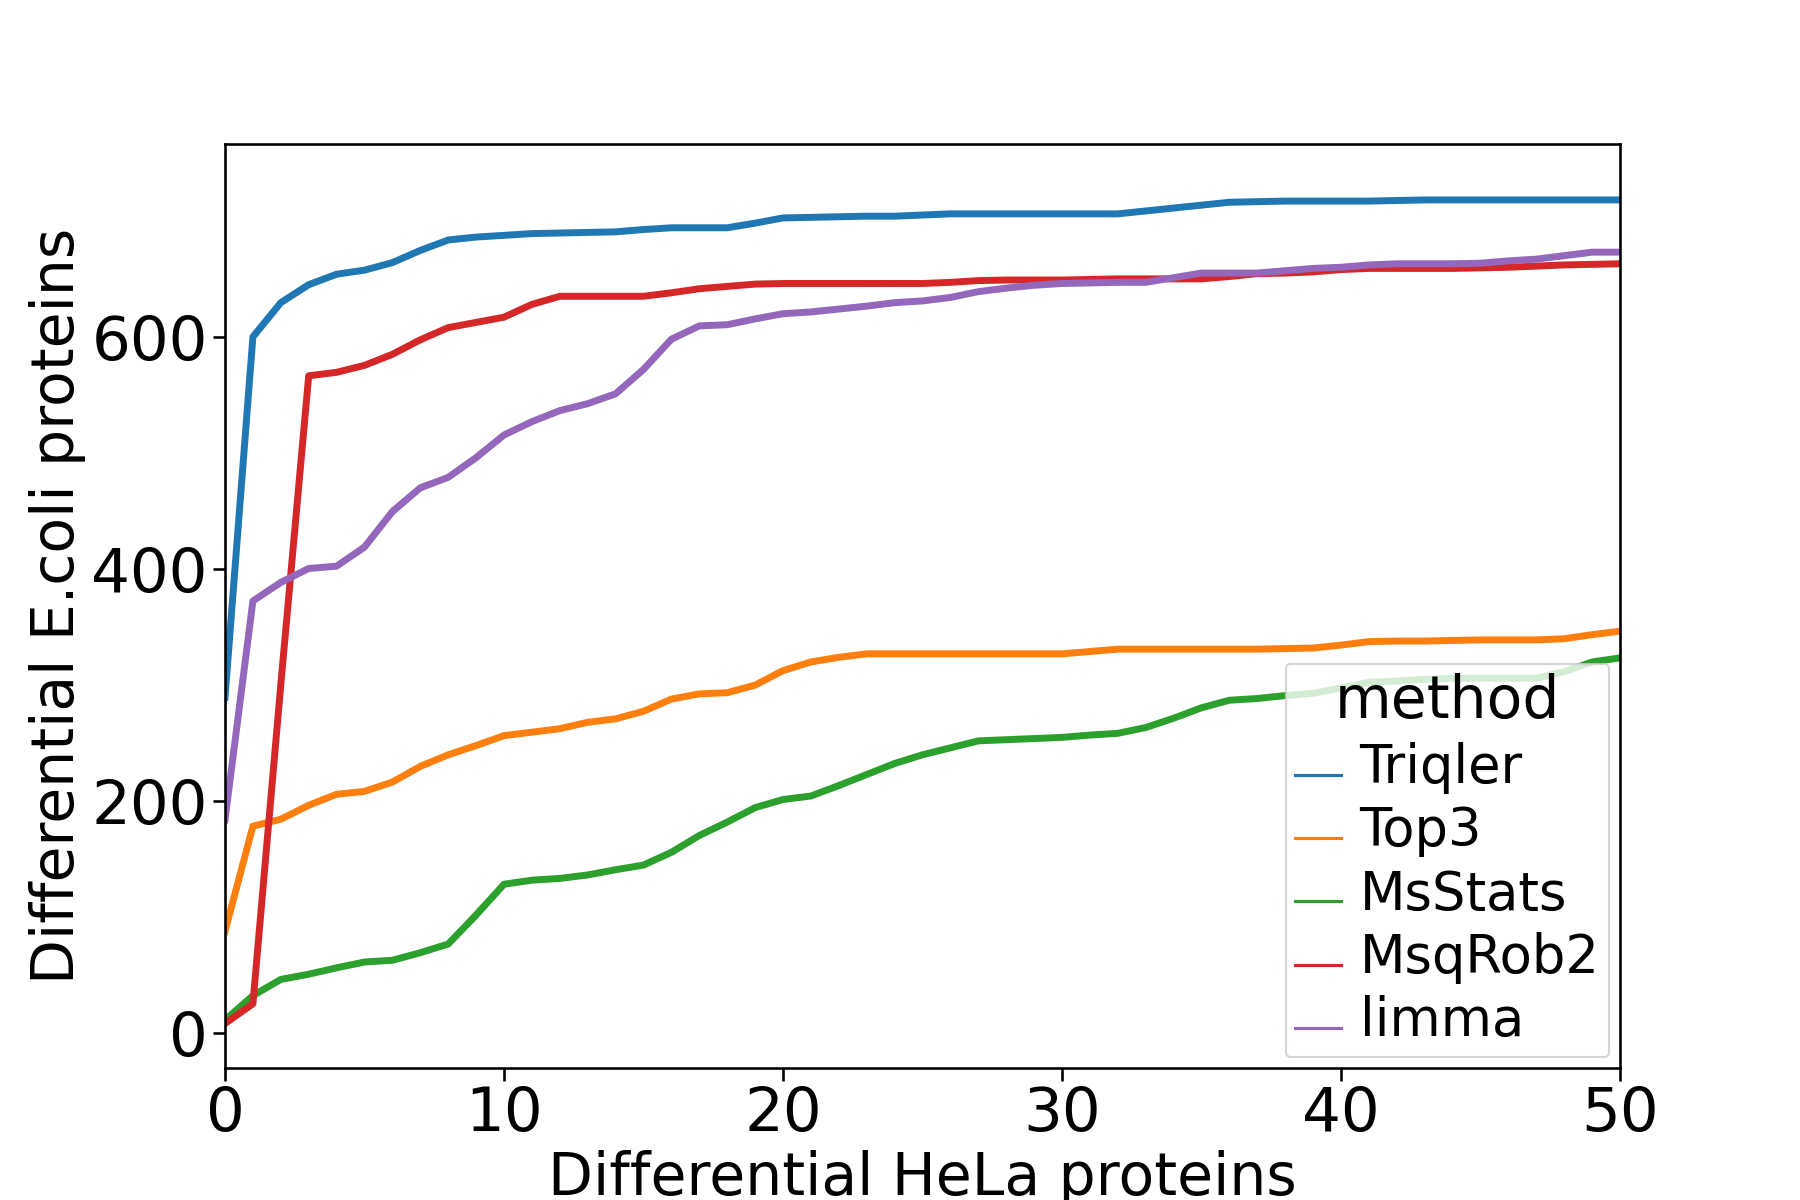 Differential E.coli proteins
600
400
200
0
0 10 20 30 40 50
Differential HeLa proteins
method
Triqler
Top3
MsStats
MsqRob2
limma